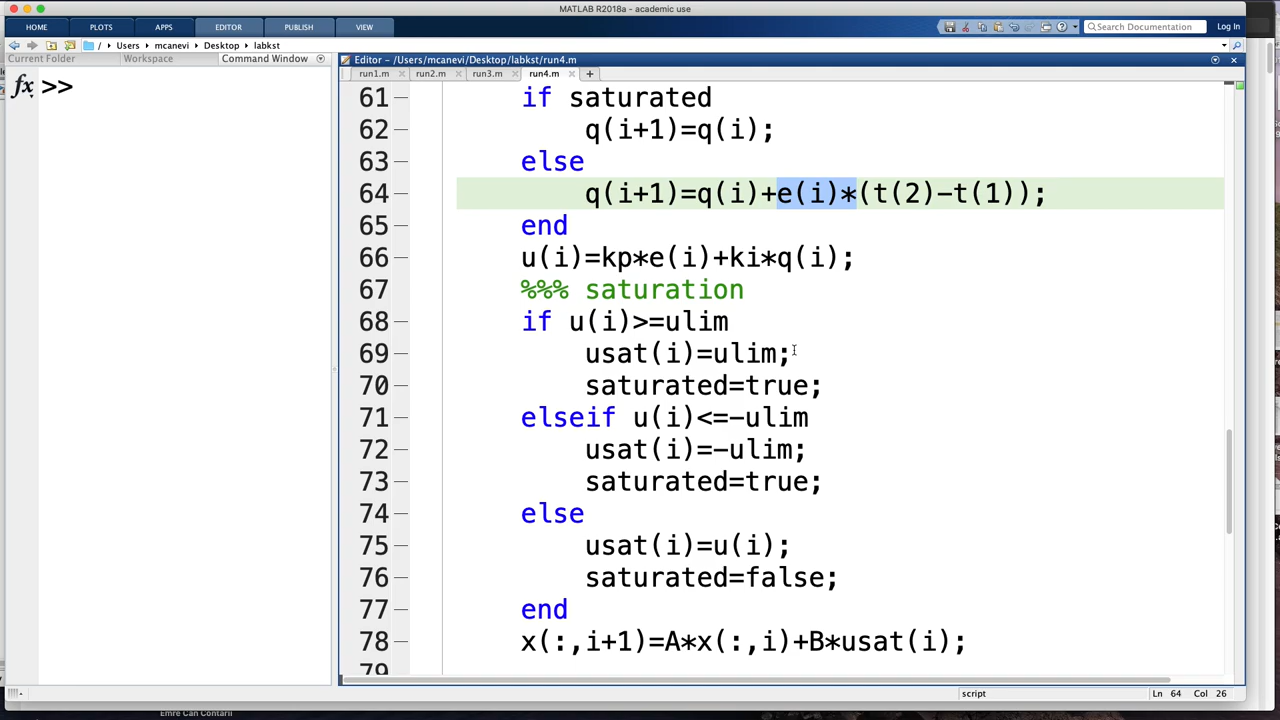 MATLAB R2018a - academic use
HOME PLOTS APPS EDITOR PUBLISH VIEW Search Documentation Log In
/ Users mcanevi Desktop labkst
Current Folder Workspace Command Window Editor - /Users/mcanevi/Desktop/labkst/run4.m
run1.m run2.m run3.m run4.m
fx >>
61 if saturated
62 q(i+1)=q(i);
63 else
64 q(i+1)=q(i)+e(i)*(t(2)-t(1));
65 end
66 u(i)=kp*e(i)+ki*q(i);
67 %%% saturation
68 if u(i)>=ulim
69 usat(i)=ulim;
70 saturated=true;
71 elseif u(i)<=-ulim
72 usat(i)=-ulim;
73 saturated=true;
74 else
75 usat(i)=u(i);
76 saturated=false;
77 end
78 x(:,i+1)=A*x(:,i)+B*usat(i);
79
script Ln 64 Col 26